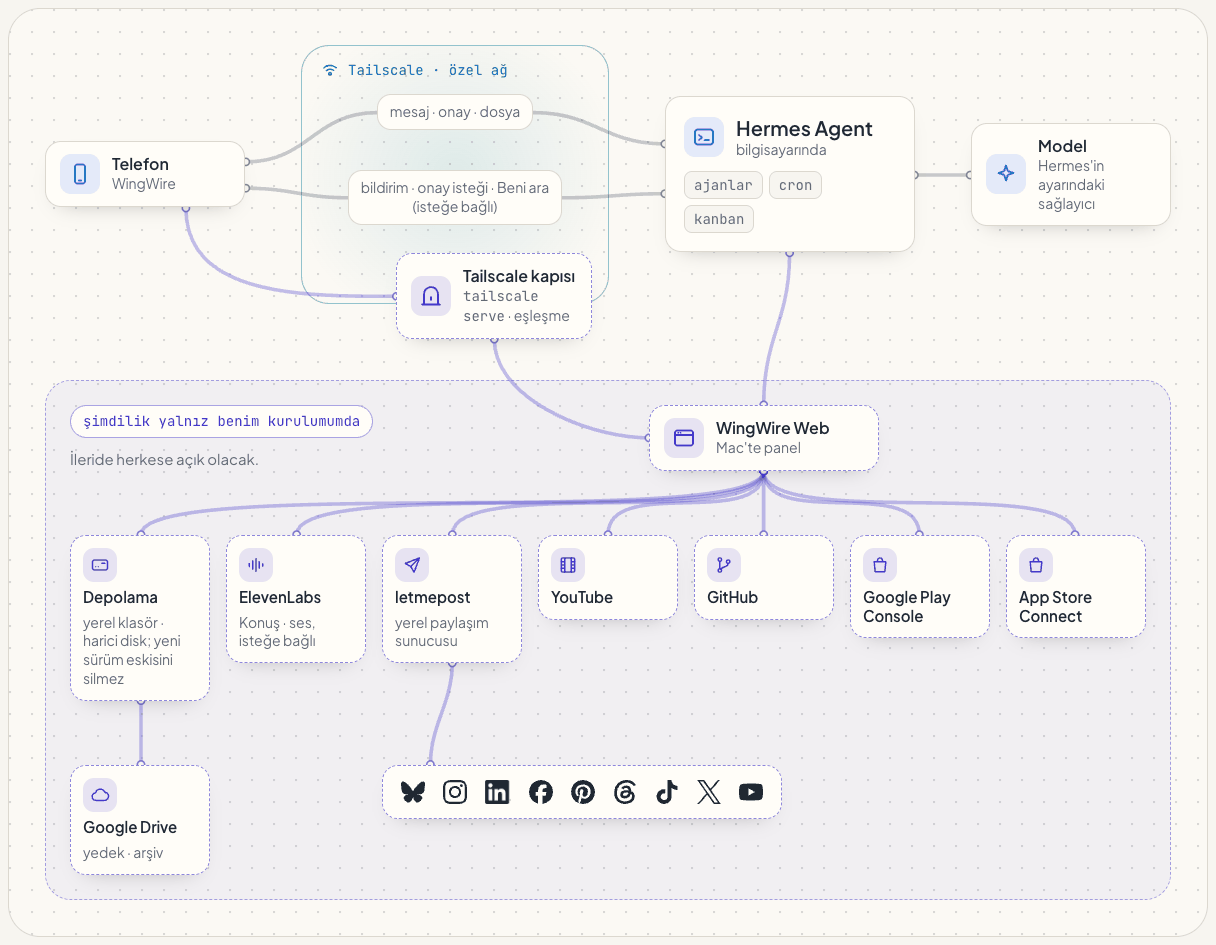 Tailscale · özel ağ
mesaj · onay · dosya
Telefon
WingWire
bildirim · onay isteği · Beni ara
(isteğe bağlı)
Hermes Agent
bilgisayarında
ajanlar
cron
kanban
Model
Hermes'in
ayarındaki
sağlayıcı
Tailscale kapısı
tailscale
serve · eşleşme
şimdilik yalnız benim kurulumumda
İleride herkese açık olacak.
WingWire Web
Mac'te panel
Depolama
yerel klasör ·
harici disk; yeni
sürüm eskisini
silmez
ElevenLabs
Konuş · ses,
isteğe bağlı
letmepost
yerel paylaşım
sunucusu
YouTube
GitHub
Google Play
Console
App Store
Connect
Google Drive
yedek · arşiv